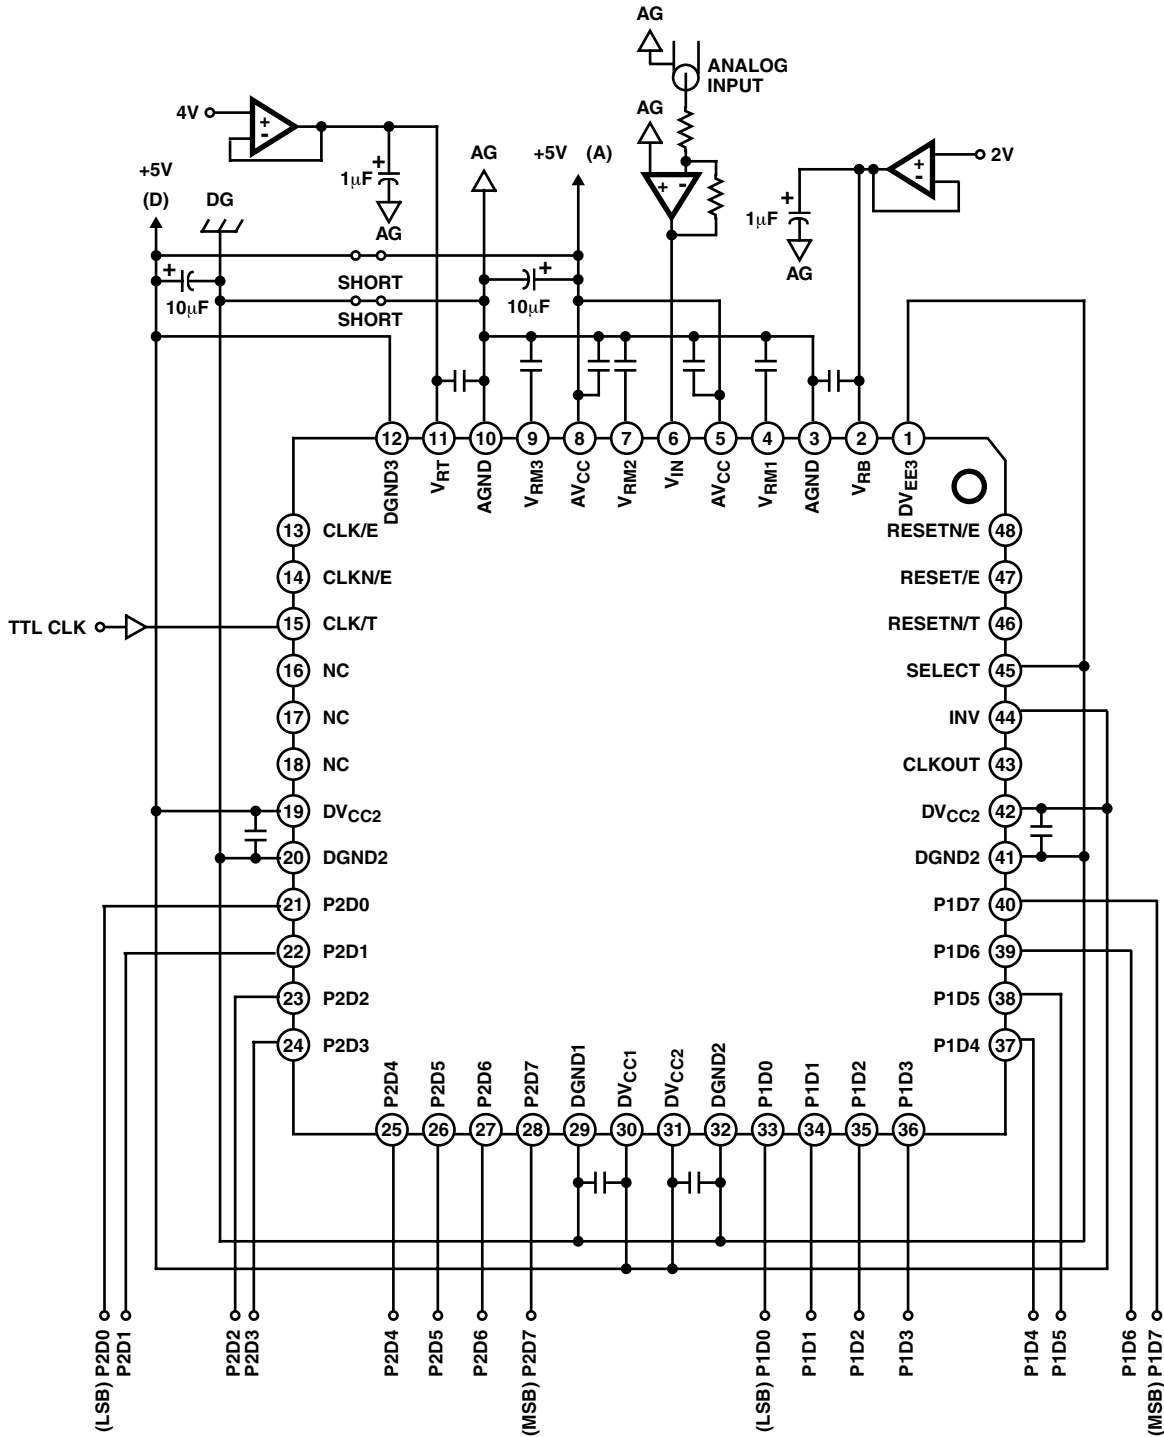 AG
ANALOG
INPUT
4V
+
-
AG
2V
+
-
+5V
(D)
DG
+
1μF
AG
AG
+5V (A)
+ -
+
1μF
AG
+
10μF
SHORT
SHORT
+
10μF
12
11
10
9
8
7
6
5
4
3
2
1
DGND3
VRT
AGND
VRM3
AVCC
VRM2
VIN
AVCC
VRM1
AGND
VRB
DVEE3
13 CLK/E
14 CLKN/E
TTL CLK
15 CLK/T
16 NC
17 NC
18 NC
19 DVCC2
20 DGND2
21 P2D0
22 P2D1
23 P2D2
24 P2D3
RESETN/E 48
RESET/E 47
RESETN/T 46
SELECT 45
INV 44
CLKOUT 43
DVCC2 42
DGND2 41
P1D7 40
P1D6 39
P1D5 38
P1D4 37
P2D4
P2D5
P2D6
P2D7
DGND1
DVCC1
DVCC2
DGND2
P1D0
P1D1
P1D2
P1D3
25
26
27
28
29
30
31
32
33
34
35
36
(LSB) P2D0
P2D1
P2D2
P2D3
P2D4
P2D5
P2D6
(MSB) P2D7
(LSB) P1D0
P1D1
P1D2
P1D3
P1D4
P1D5
P1D6
(MSB) P1D7